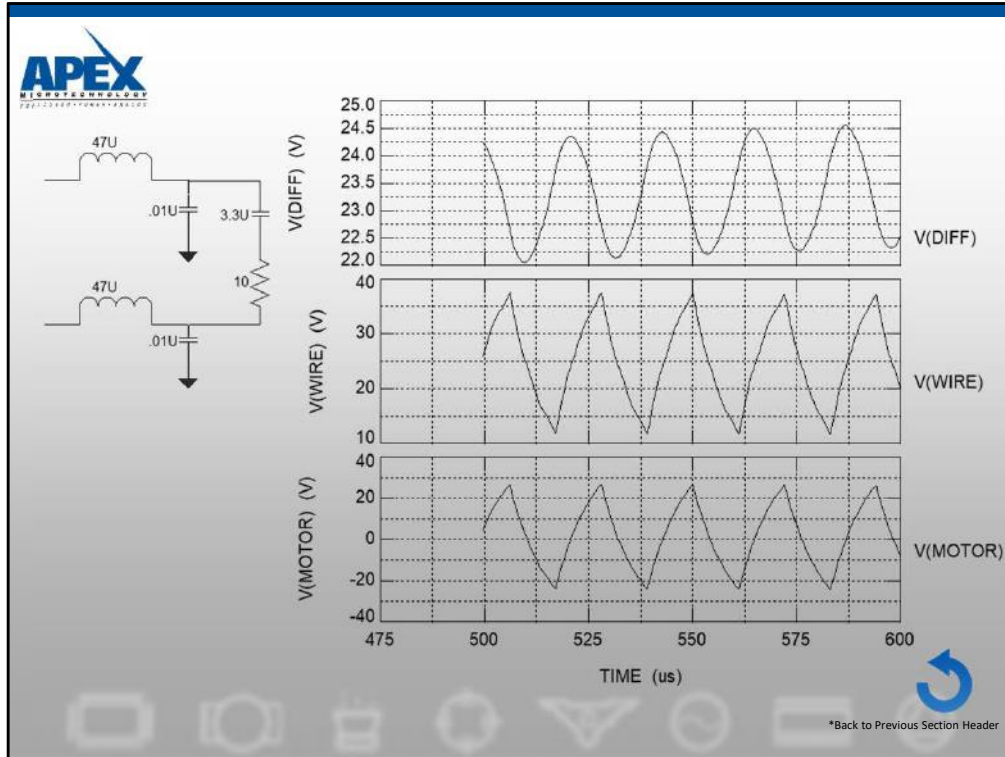 APEX
MICROTECHNOLOGY
47U
.01U
3.3U
10
47U
.01U
V(DIFF) (V)
25.0
24.5
24.0
23.5
23.0
22.5
22.0
V(DIFF)
V(WIRE) (V)
40
30
20
10
V(WIRE)
V(MOTOR) (V)
40
20
0
-20
-40
V(MOTOR)
475 500 525 550 575 600
TIME (us)
*Back to Previous Section Header